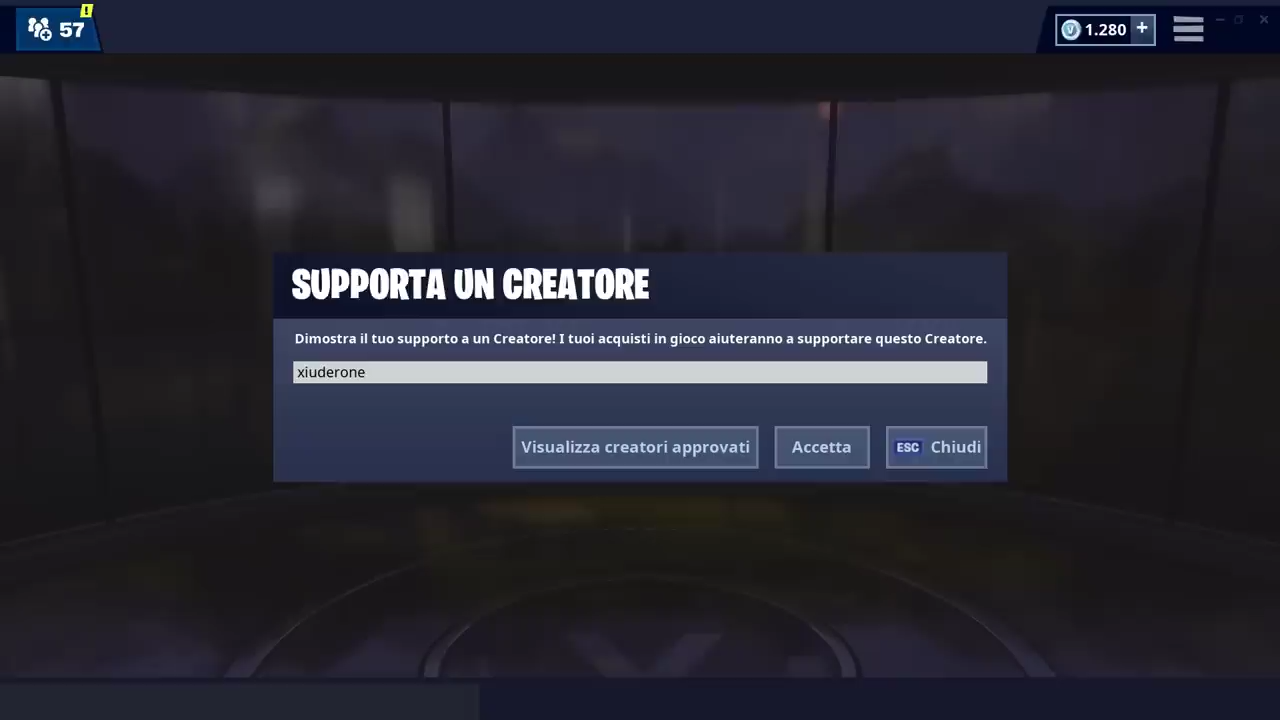 57
!
1.280 +
SUPPORTA UN CREATORE
Dimostra il tuo supporto a un Creatore! I tuoi acquisti in gioco aiuteranno a supportare questo Creatore.
xiuderone
Visualizza creatori approvati
Accetta
ESC Chiudi